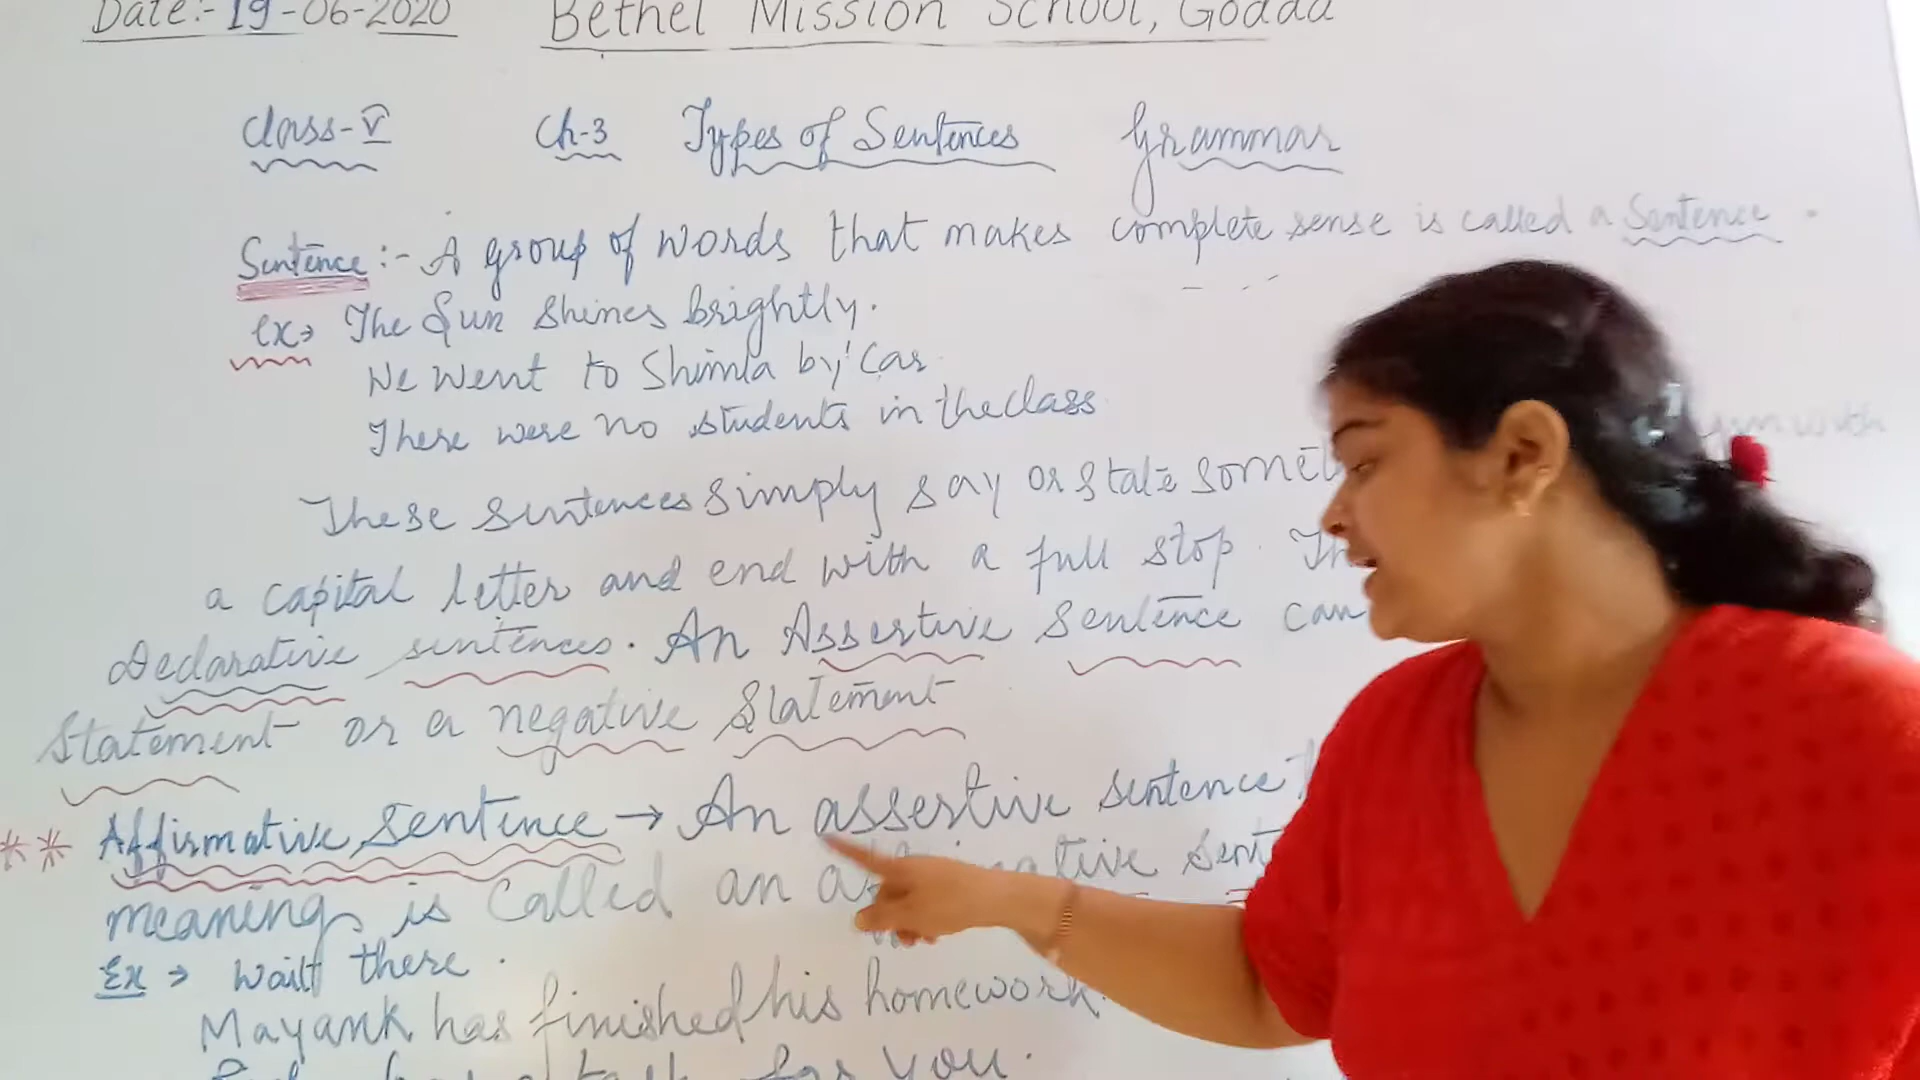 Date:- 19-06-2020 Bethel Mission School, Godda
Class-V Ch-3 Types of Sentences Grammar
Sentence :- A group of words that makes complete sense is called a Sentence .
ex→ The Sun Shines brightly.
We went to Shimla by Car
There were no students in the class
These sentences simply say or state
with
a capital letter and end with a full stop.
Declarative sentences. An Assertive Sentence can
Statement or a negative Statement
** Affirmative Sentence → An assertive sentence
meaning is Called an
Ex → Wait there .
Mayank has finished his homework.
for you.